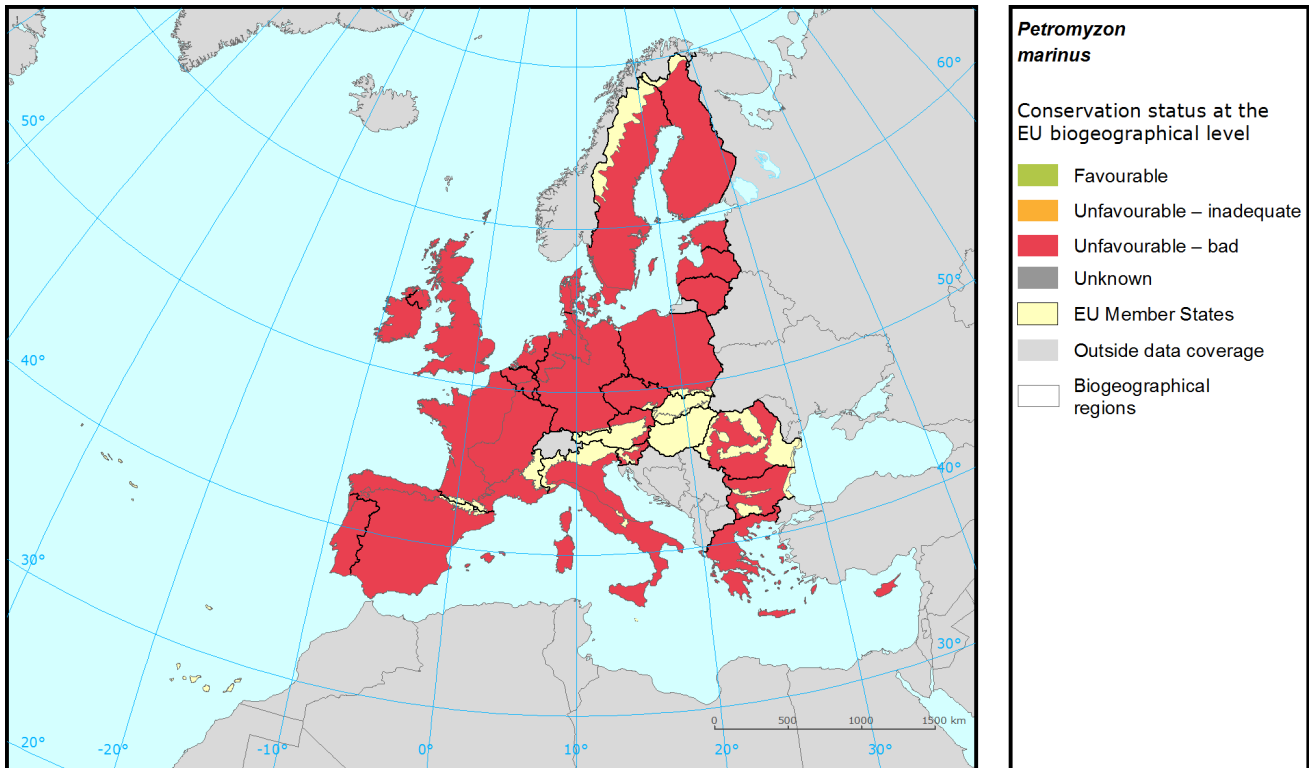 Petromyzon
marinus
Conservation status at the
EU biogeographical level
Favourable
Unfavourable – inadequate
Unfavourable – bad
Unknown
EU Member States
Outside data coverage
Biogeographical
regions
60°
50°
50°
40°
40°
30°
30°
0 500 1000 1500 km
20° -20° -10° 0° 10° 20° 30°